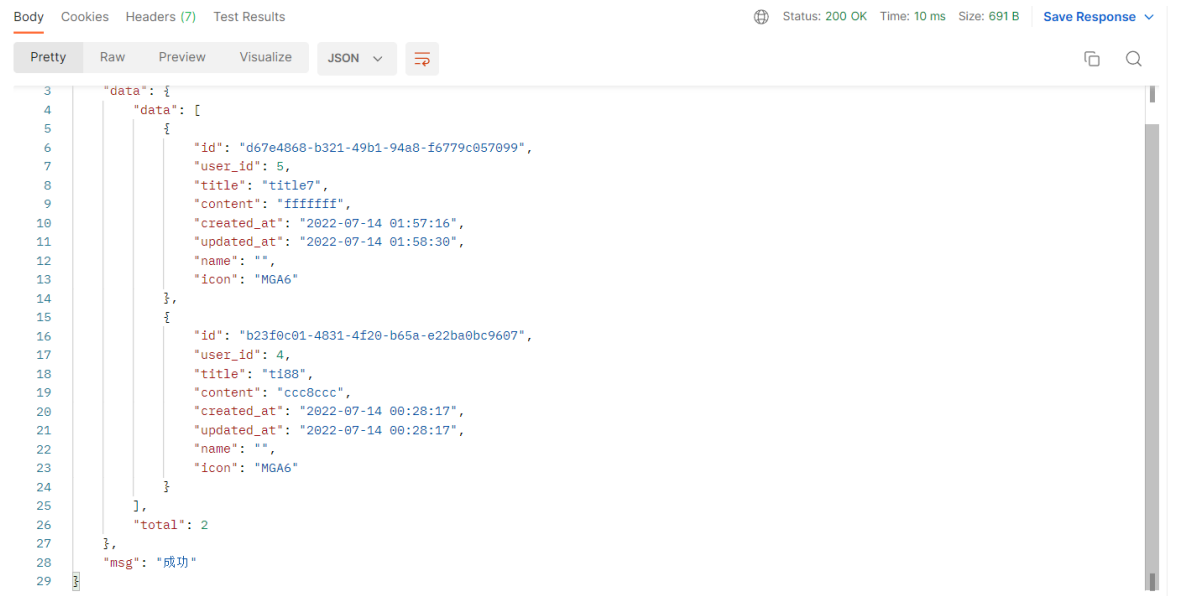 Body Cookies Headers (7) Test Results Status: 200 OK Time: 10 ms Size: 691 B Save Response
Pretty Raw Preview Visualize JSON
3 "data": {
4 "data": [
5 {
6 "id": "d67e4868-b321-49b1-94a8-f6779c057099",
7 "user_id": 5,
8 "title": "title7",
9 "content": "fffffff",
10 "created_at": "2022-07-14 01:57:16",
11 "updated_at": "2022-07-14 01:58:30",
12 "name": "",
13 "icon": "MGA6"
14 },
15 {
16 "id": "b23f0c01-4831-4f20-b65a-e22ba0bc9607",
17 "user_id": 4,
18 "title": "ti88",
19 "content": "ccc8ccc",
20 "created_at": "2022-07-14 00:28:17",
21 "updated_at": "2022-07-14 00:28:17",
22 "name": "",
23 "icon": "MGA6"
24 }
25 ],
26 "total": 2
27 },
28 "msg": "成功"
29 }